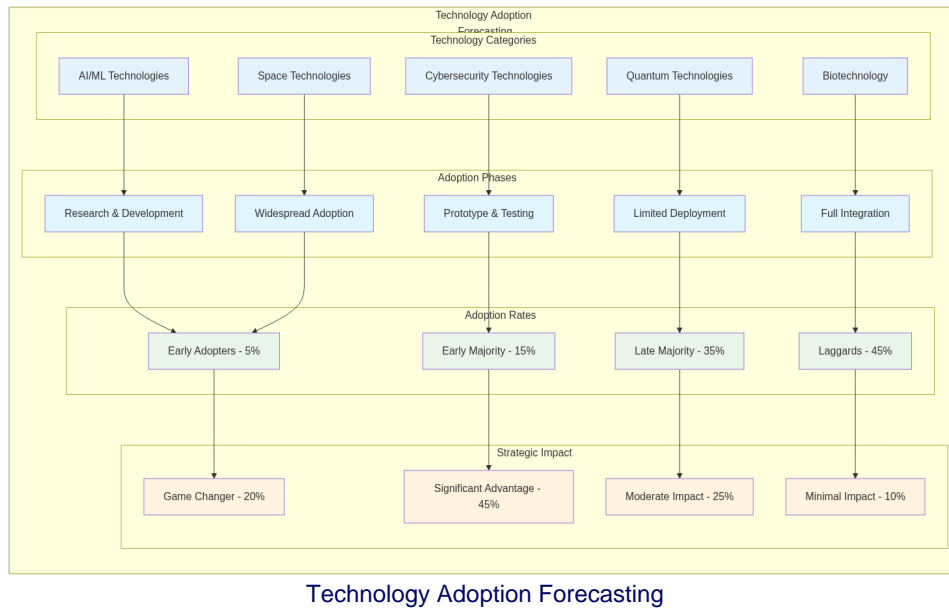 Technology Adoption
Forecasting
Technology Categories
AI/ML Technologies
Space Technologies
Cybersecurity Technologies
Quantum Technologies
Biotechnology
Adoption Phases
Research & Development
Widespread Adoption
Prototype & Testing
Limited Deployment
Full Integration
Adoption Rates
Early Adopters - 5%
Early Majority - 15%
Late Majority - 35%
Laggards - 45%
Strategic Impact
Game Changer - 20%
Significant Advantage -
45%
Moderate Impact - 25%
Minimal Impact - 10%
Technology Adoption Forecasting